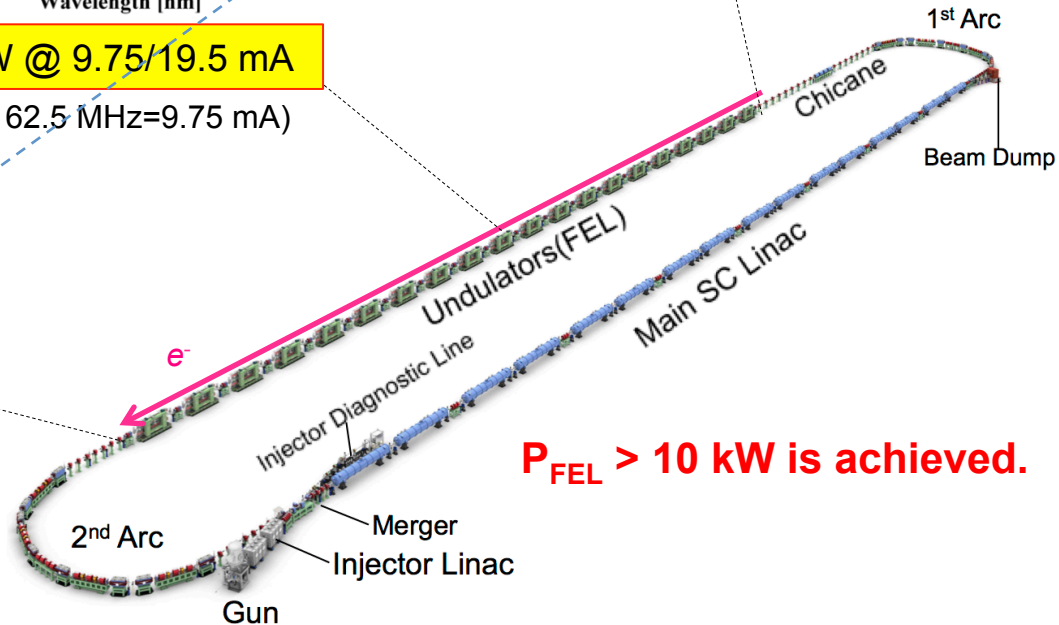 Wavelength [nm]
W @ 9.75/19.5 mA
62.5 MHz=9.75 mA)
1st Arc
Chicane
Beam Dump
Undulators(FEL)
Main SC Linac
e-
Injector Diagnostic Line
PFEL > 10 kW is achieved.
2nd Arc
Merger
Injector Linac
Gun